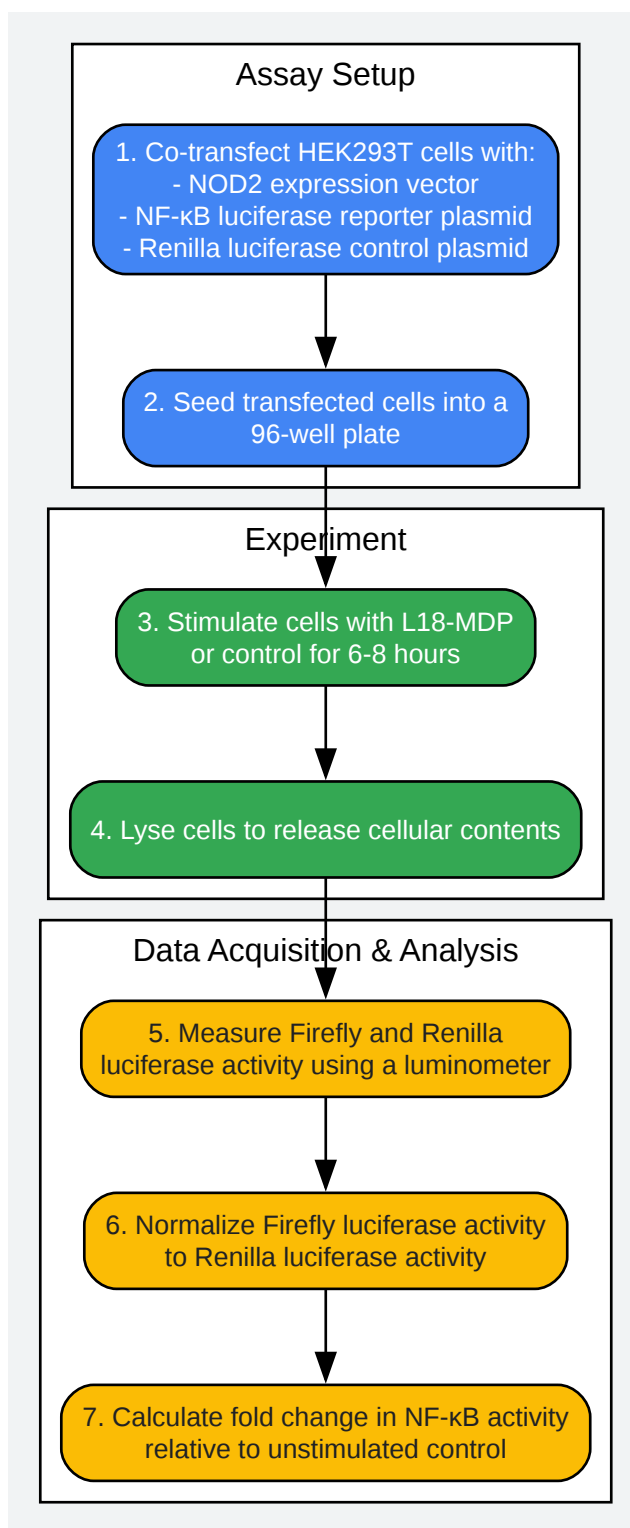 Assay Setup
1. Co-transfect HEK293T cells with:
- NOD2 expression vector
- NF-κB luciferase reporter plasmid
- Renilla luciferase control plasmid
2. Seed transfected cells into a
96-well plate
Experiment
3. Stimulate cells with L18-MDP
or control for 6-8 hours
4. Lyse cells to release cellular contents
Data Acquisition & Analysis
5. Measure Firefly and Renilla
luciferase activity using a luminometer
6. Normalize Firefly luciferase activity
to Renilla luciferase activity
7. Calculate fold change in NF-κB activity
relative to unstimulated control